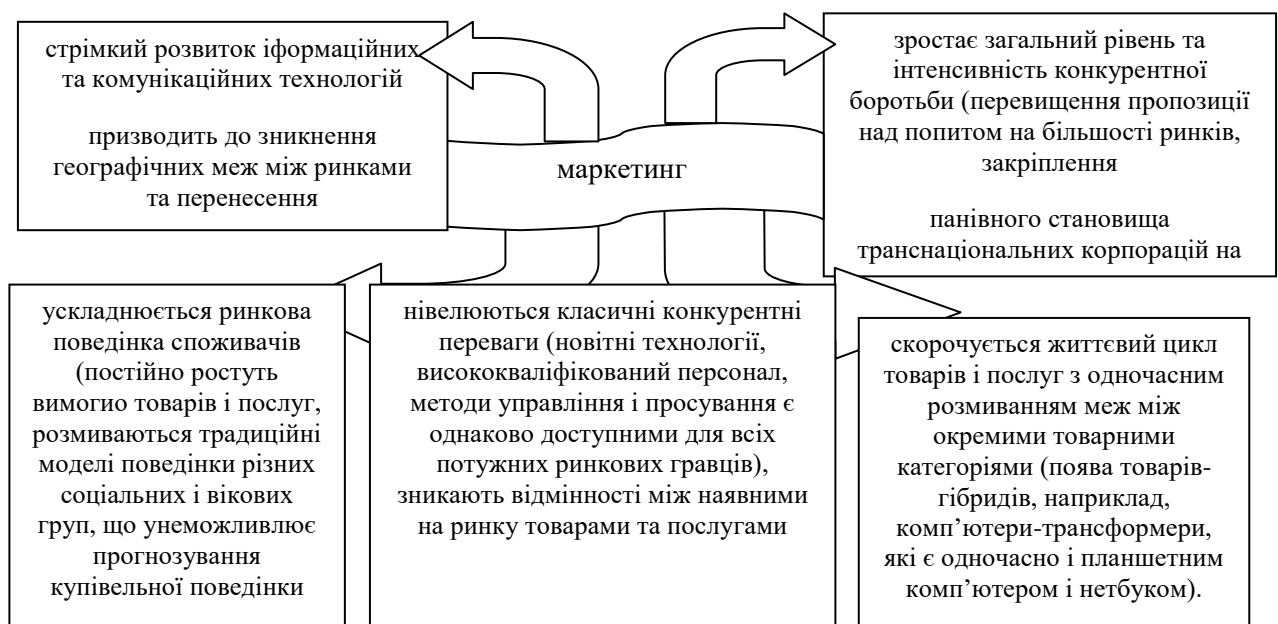 стрімкий розвиток іформаційних
та комунікаційних технологій
призводить до зникнення
географічних меж між ринками
та перенесення
зростає загальний рівень та
інтенсивність конкурентної
боротьби (перевищення пропозиції
над попитом на більшості ринків,
закріплення
панівного становища
транснаціональних корпорацій на
маркетинг
ускладнюється ринкова
поведінка споживачів
(постійно ростуть
вимогио товарів і послуг,
розмиваються традиційні
моделі поведінки різних
соціальних і вікових
груп, що унеможливлює
прогнозування
купівельної поведінки
нівелюються класичні конкурентні
переваги (новітні технології,
висококваліфікований персонал,
методи управління і просування є
однаково доступними для всіх
потужних ринкових гравців),
зникають відмінності між наявними
на ринку товарами та послугами
скорочується життєвий цикл
товарів і послуг з одночасним
розмиванням меж між
окремими товарними
категоріями (поява товарів-
гібридів, наприклад,
комп’ютери-трансформери,
які є одночасно і планшетним
комп’ютером і нетбуком).